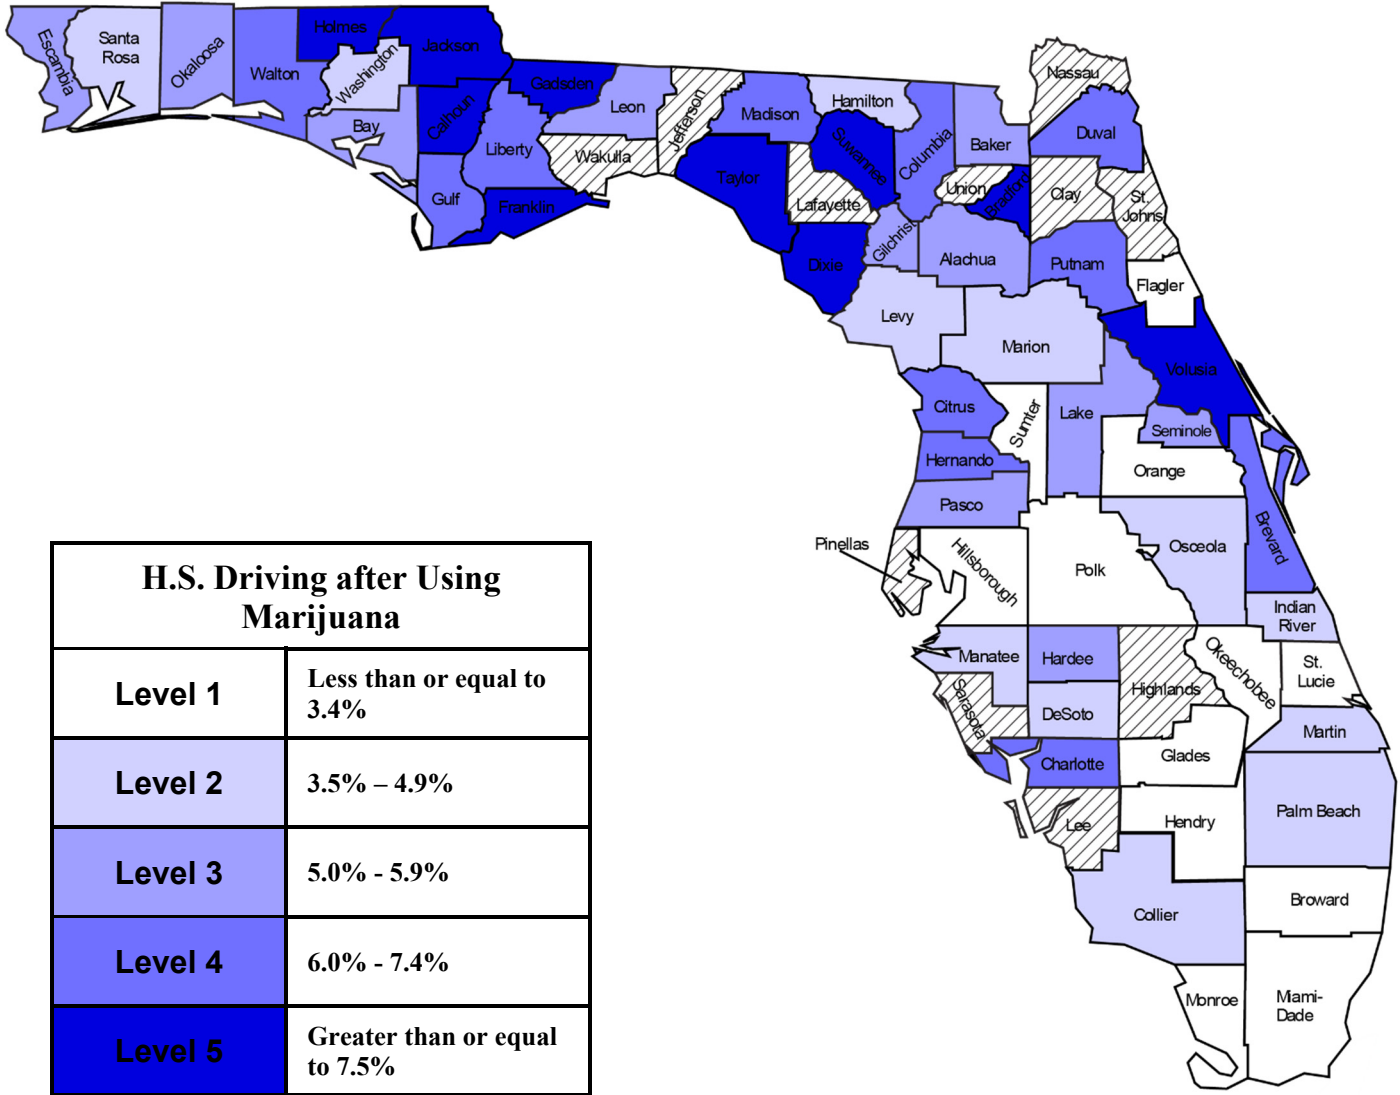 Escambia
Santa
Rosa
Okaloosa
Walton
Holmes
Washington
Jackson
Bay
Calhoun
Gulf
Liberty
Gadsden
Franklin
Leon
Wakulla
Jefferson
Madison
Taylor
Hamilton
Suwannee
Lafayette
Dixie
Columbia
Gilchrist
Baker
Union
Bradford
Alachua
Levy
Marion
Nassau
Duval
Clay
St.
Johns
Putnam
Flagler
Volusia
Citrus
Sumter
Lake
Hernando
Pasco
Seminole
Orange
Brevard
Osceola
Pinellas
Hillsborough
Polk
Indian
River
Manatee
Hardee
Highlands
Okeechobee
St.
Lucie
Sarasota
DeSoto
Martin
Charlotte
Glades
Lee
Hendry
Palm Beach
Collier
Broward
Monroe
Miami-
Dade
H.S. Driving after Using
Marijuana
Level 1
Less than or equal to
3.4%
Level 2
3.5% – 4.9%
Level 3
5.0% - 5.9%
Level 4
6.0% - 7.4%
Level 5
Greater than or equal
to 7.5%